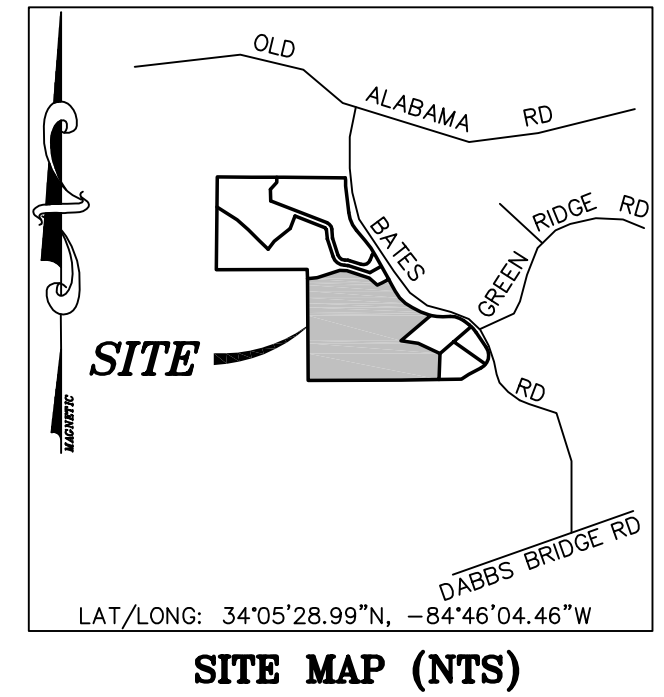 OLD
ALABAMA RD
BATES
RIDGE RD
GREEN
SITE
RD
MAGNETIC
DABBS BRIDGE RD
LAT/LONG: 34°05'28.99"N, −84°46'04.46"W
SITE MAP (NTS)